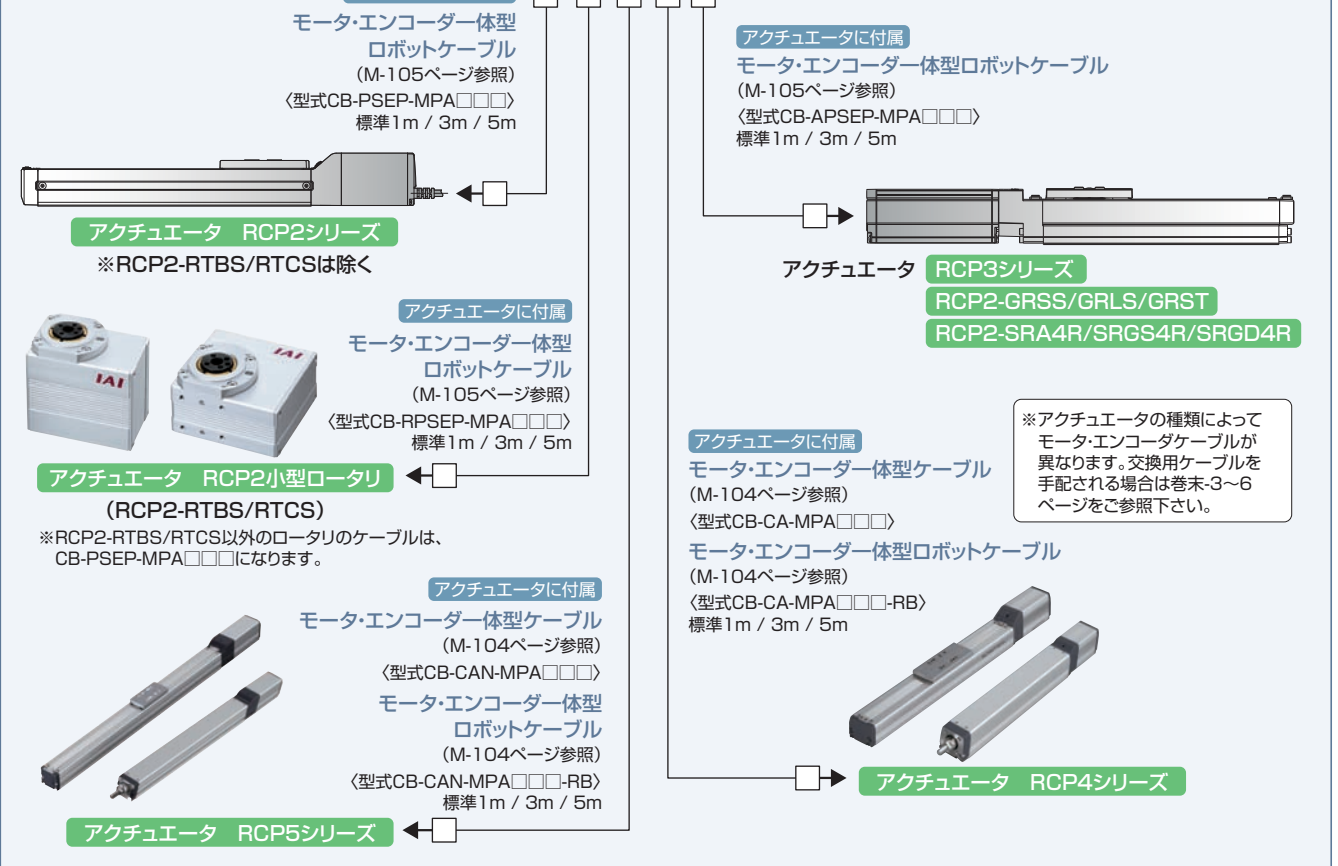 モータ・エンコーダ一体型
ロボットケーブル
(M-105ページ参照)
〈型式CB-PSEP-MPA□□□〉
標準1m / 3m / 5m
アクチュエータ RCP2シリーズ
※RCP2-RTBS/RTCSは除く
アクチュエータに付属
モータ・エンコーダ一体型ロボットケーブル
(M-105ページ参照)
〈型式CB-APSEP-MPA□□□〉
標準1m / 3m / 5m
アクチュエータ RCP3シリーズ
RCP2-GRSS/GRLS/GRST
RCP2-SRA4R/SRGS4R/SRGD4R
アクチュエータに付属
モータ・エンコーダ一体型
ロボットケーブル
(M-105ページ参照)
〈型式CB-RPSEP-MPA□□□〉
標準1m / 3m / 5m
IAI
IAI
アクチュエータ RCP2小型ロータリ
(RCP2-RTBS/RTCS)
※RCP2-RTBS/RTCS以外のロータリのケーブルは、
CB-PSEP-MPA□□□になります。
※アクチュエータの種類によって
モータ・エンコーダケーブルが
異なります。交換用ケーブルを
手配される場合は巻末-3~6
ページをご参照下さい。
アクチュエータに付属
モータ・エンコーダ一体型ケーブル
(M-104ページ参照)
〈型式CB-CA-MPA□□□〉
モータ・エンコーダ一体型ロボットケーブル
(M-104ページ参照)
〈型式CB-CA-MPA□□□-RB〉
標準1m / 3m / 5m
アクチュエータ RCP4シリーズ
アクチュエータに付属
モータ・エンコーダ一体型ケーブル
(M-104ページ参照)
〈型式CB-CAN-MPA□□□〉
モータ・エンコーダ一体型
ロボットケーブル
(M-104ページ参照)
〈型式CB-CAN-MPA□□□-RB〉
標準1m / 3m / 5m
アクチュエータ RCP5シリーズ